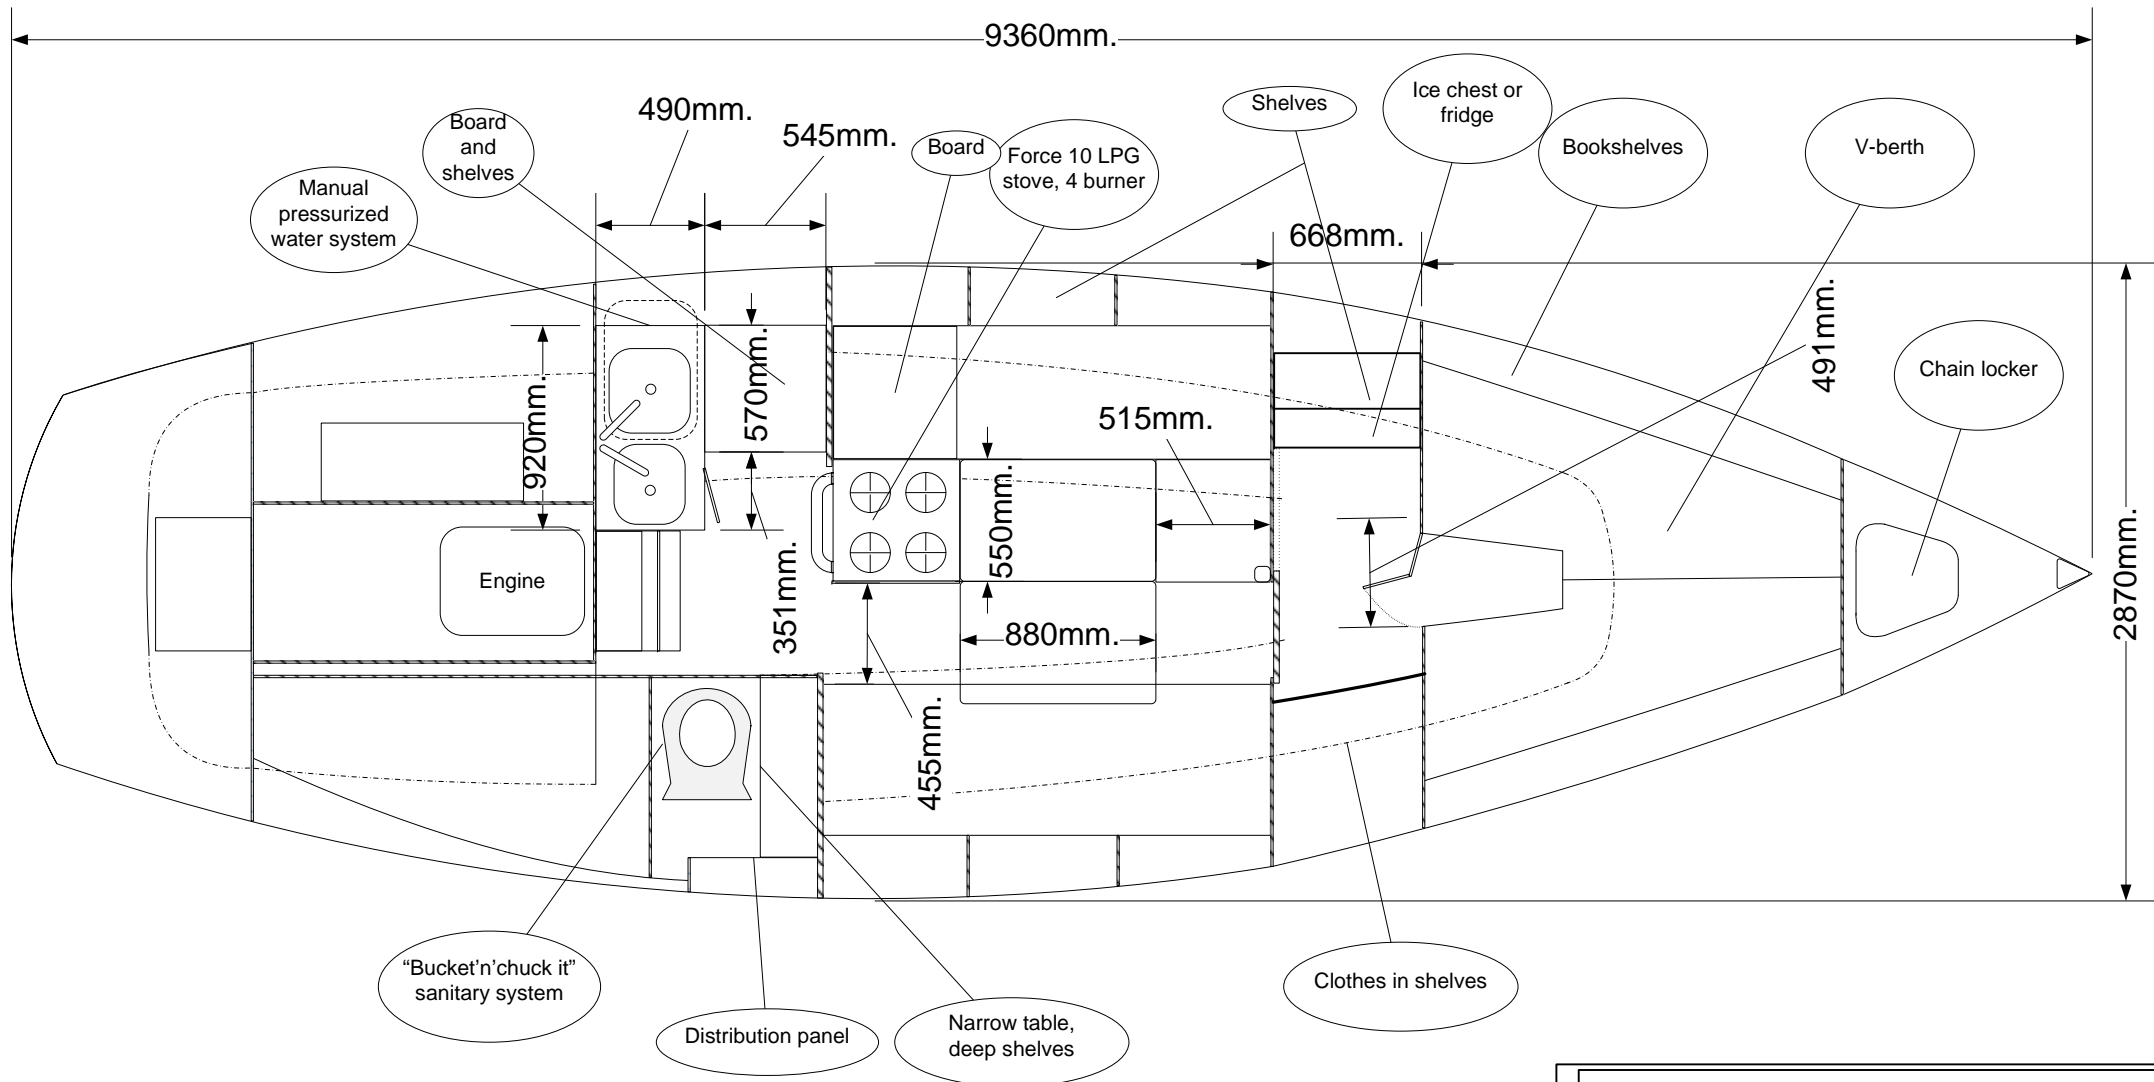 9360mm.
490mm.
545mm.
Board
and
shelves
Manual
pressurized
water system
Board
Force 10 LPG
stove, 4 burner
Shelves
Ice chest or
fridge
Bookshelves
V-berth
Chain locker
668mm.
491mm.
2870mm.
920mm.
570mm.
351mm.
550mm.
515mm.
880mm.
455mm.
Engine
“Bucket’n’chuck it”
sanitary system
Distribution panel
Narrow table,
deep shelves
Clothes in shelves